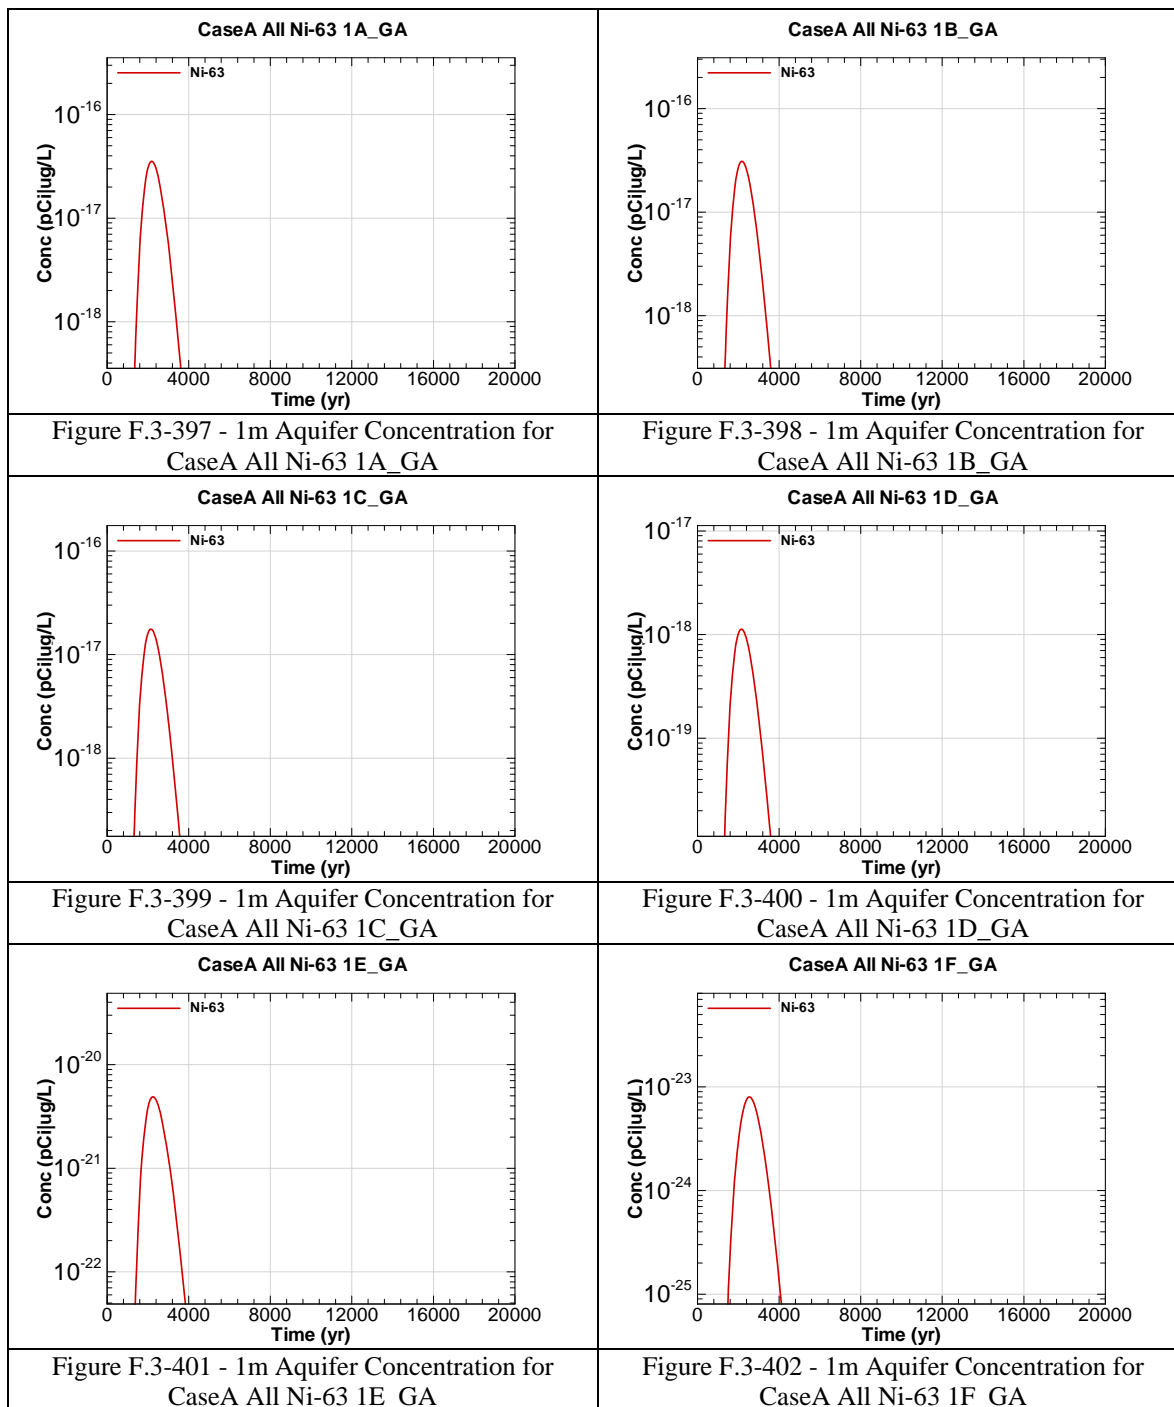 CaseA All Ni-63 1A_GA
Ni-63
10-16
10-17
10-18
Conc (pCi|ug/L)
0 4000 8000 12000 16000 20000
Time (yr)
Figure F.3-397 - 1m Aquifer Concentration for
CaseA All Ni-63 1A_GA
CaseA All Ni-63 1B_GA
Ni-63
10-16
10-17
10-18
Conc (pCi|ug/L)
0 4000 8000 12000 16000 20000
Time (yr)
Figure F.3-398 - 1m Aquifer Concentration for
CaseA All Ni-63 1B_GA
CaseA All Ni-63 1C_GA
Ni-63
10-16
10-17
10-18
Conc (pCi|ug/L)
0 4000 8000 12000 16000 20000
Time (yr)
Figure F.3-399 - 1m Aquifer Concentration for
CaseA All Ni-63 1C_GA
CaseA All Ni-63 1D_GA
Ni-63
10-17
10-18
10-19
Conc (pCi|ug/L)
0 4000 8000 12000 16000 20000
Time (yr)
Figure F.3-400 - 1m Aquifer Concentration for
CaseA All Ni-63 1D_GA
CaseA All Ni-63 1E_GA
Ni-63
10-20
10-21
10-22
Conc (pCi|ug/L)
0 4000 8000 12000 16000 20000
Time (yr)
Figure F.3-401 - 1m Aquifer Concentration for
CaseA All Ni-63 1E_GA
CaseA All Ni-63 1F_GA
Ni-63
10-23
10-24
10-25
Conc (pCi|ug/L)
0 4000 8000 12000 16000 20000
Time (yr)
Figure F.3-402 - 1m Aquifer Concentration for
CaseA All Ni-63 1F_GA